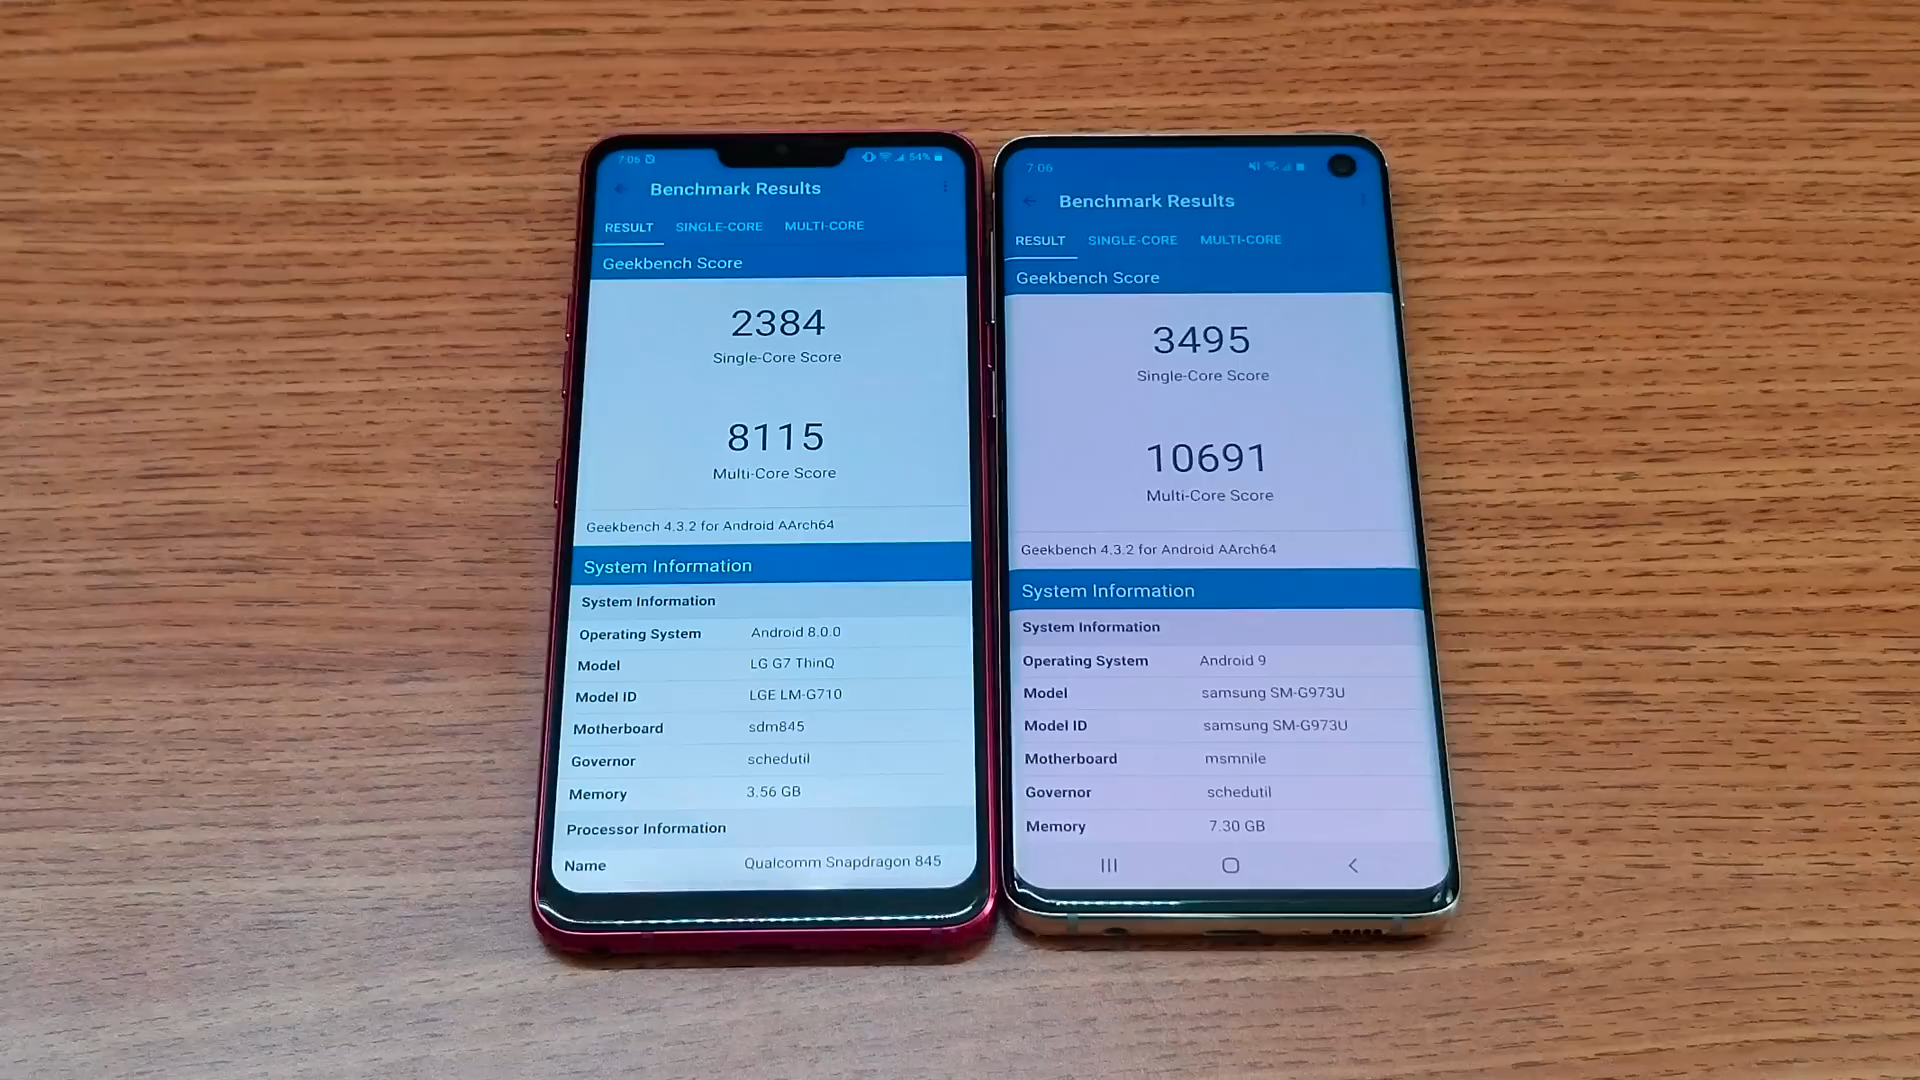 7:06 54%
Benchmark Results
RESULT SINGLE-CORE MULTI-CORE
Geekbench Score
2384
Single-Core Score
8115
Multi-Core Score
Geekbench 4.3.2 for Android AArch64
System Information
System Information
Operating System Android 8.0.0
Model LG G7 ThinQ
Model ID LGE LM-G710
Motherboard sdm845
Governor schedutil
Memory 3.56 GB
Processor Information
Name Qualcomm Snapdragon 845
7:06
Benchmark Results
RESULT SINGLE-CORE MULTI-CORE
Geekbench Score
3495
Single-Core Score
10691
Multi-Core Score
Geekbench 4.3.2 for Android AArch64
System Information
System Information
Operating System Android 9
Model samsung SM-G973U
Model ID samsung SM-G973U
Motherboard msmnile
Governor schedutil
Memory 7.30 GB